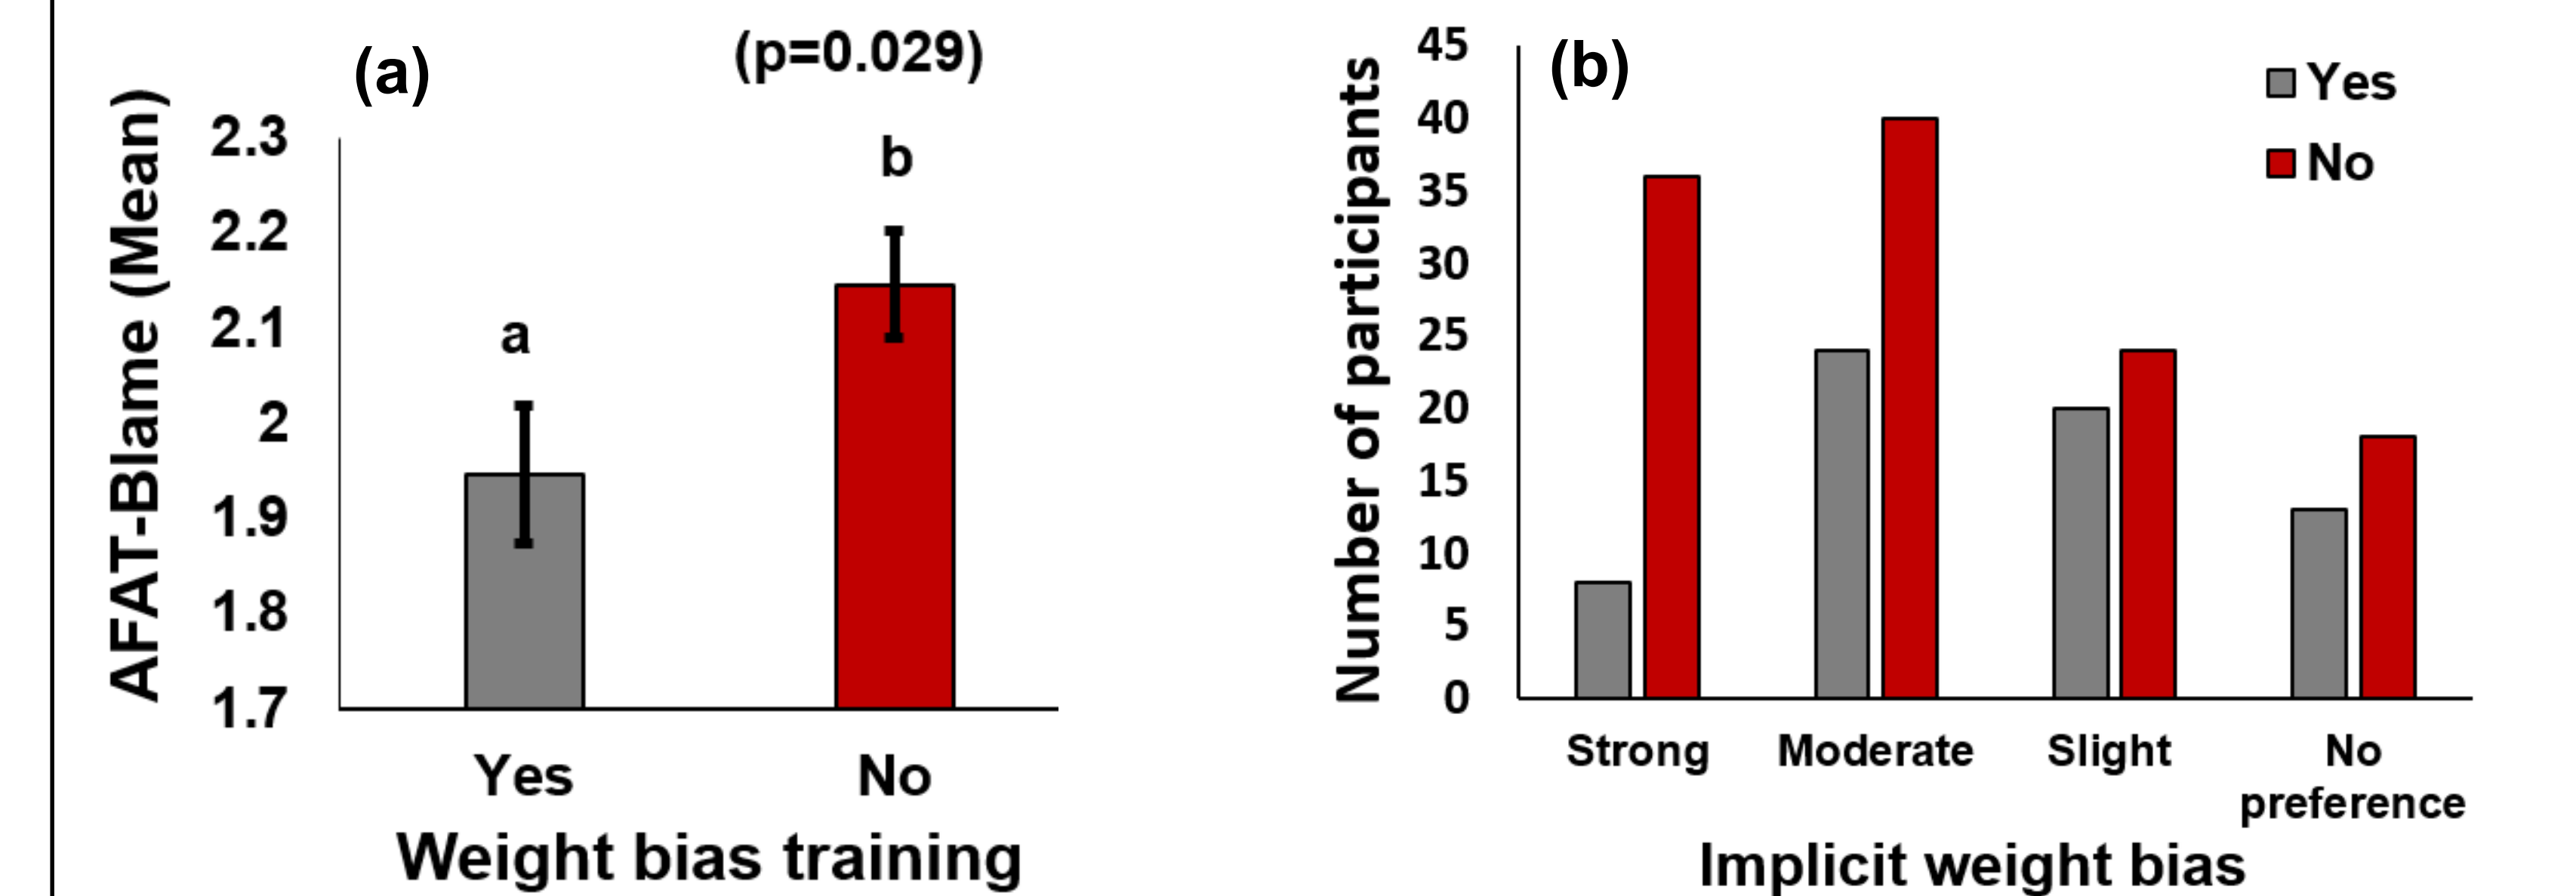 (a)
(p=0.029)
AFAT-Blame (Mean)
2.3
2.2
2.1
2
1.9
1.8
1.7
a
b
Yes
No
Weight bias training
(b)
Number of participants
45
40
35
30
25
20
15
10
5
0
Yes
No
Strong
Moderate
Slight
No
preference
Implicit weight bias